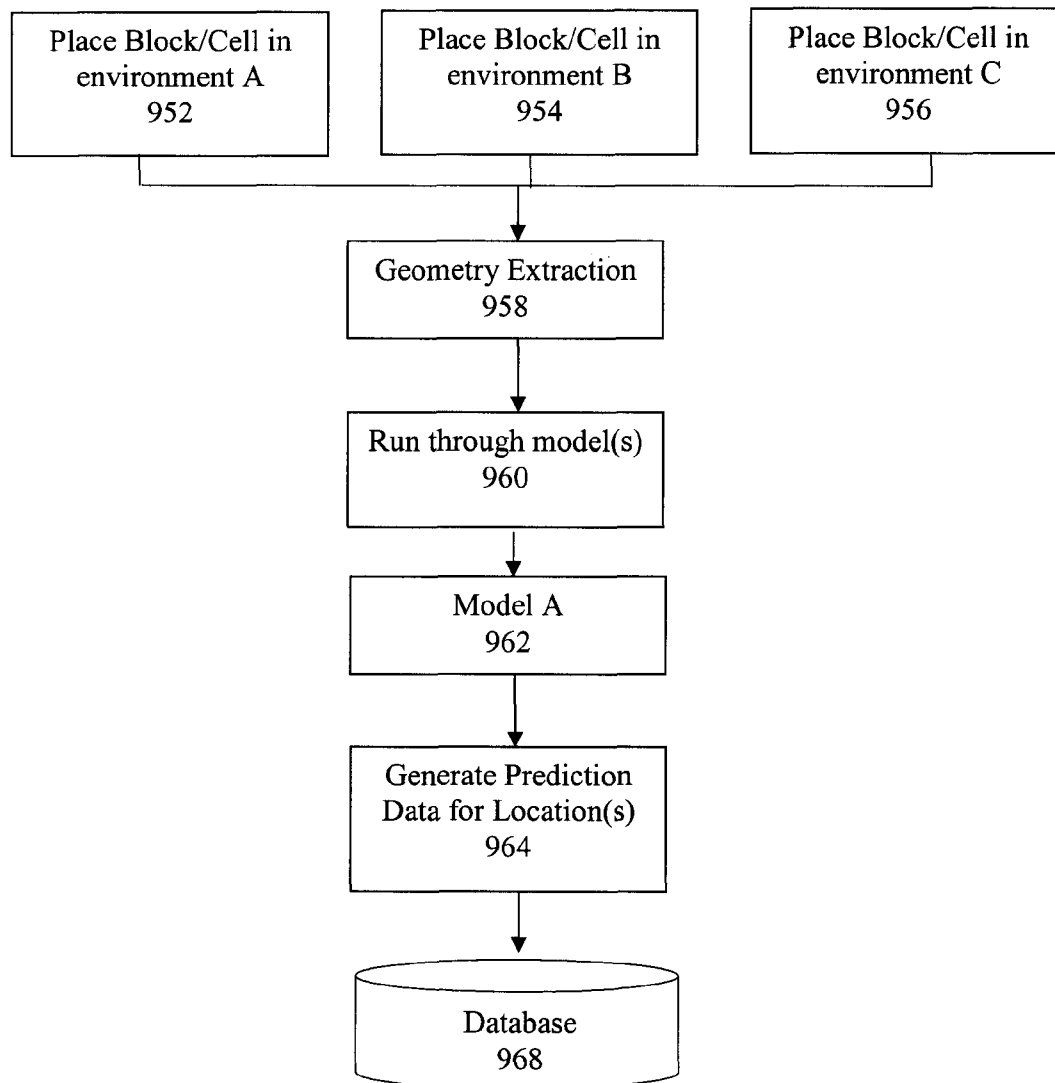 Place Block/Cell in
environment A
952
Place Block/Cell in
environment B
954
Place Block/Cell in
environment C
956
Geometry Extraction
958
Run through model(s)
960
Model A
962
Generate Prediction
Data for Location(s)
964
Database
968